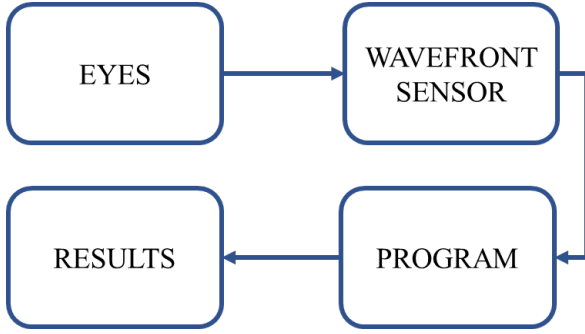 EYES
WAVEFRONT
SENSOR
RESULTS
PROGRAM